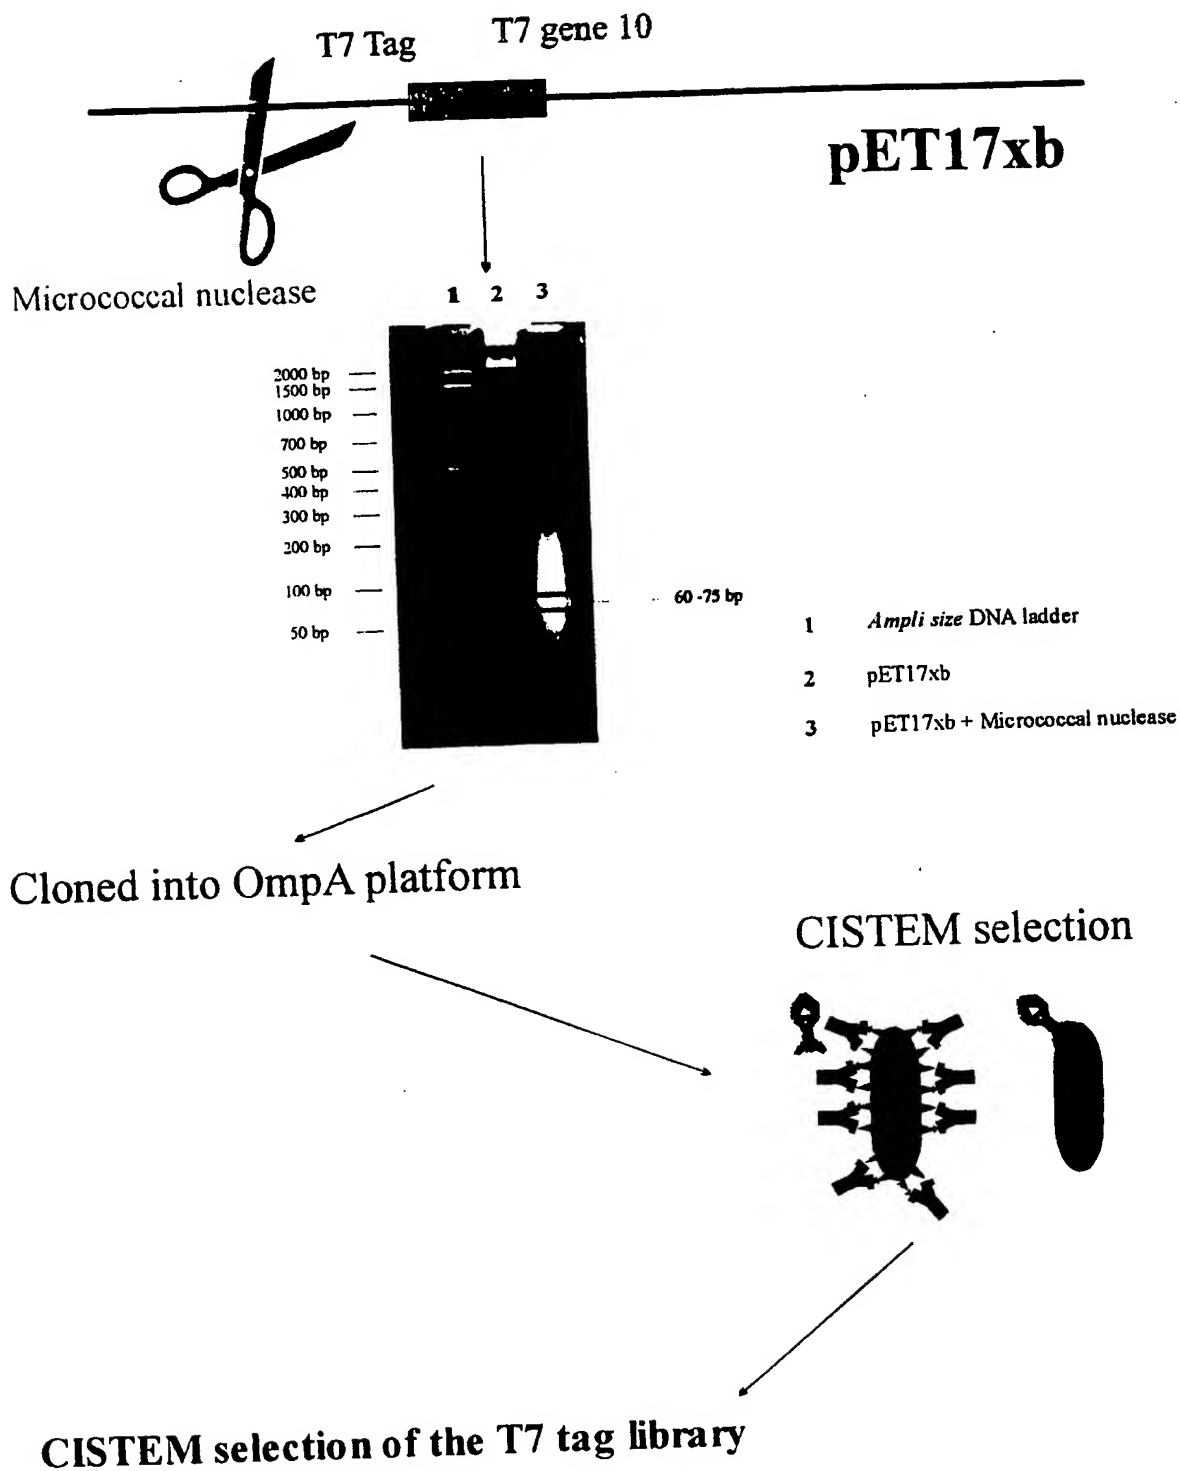 T7 Tag
T7 gene 10
pET17xb
Micrococcal nuclease
1 2 3
2000 bp
1500 bp
1000 bp
700 bp
500 bp
400 bp
300 bp
200 bp
100 bp
50 bp
60-75 bp
1 Ampli size DNA ladder
2 pET17xb
3 pET17xb + Micrococcal nuclease
Cloned into OmpA platform
CISTEM selection
CISTEM selection of the T7 tag library